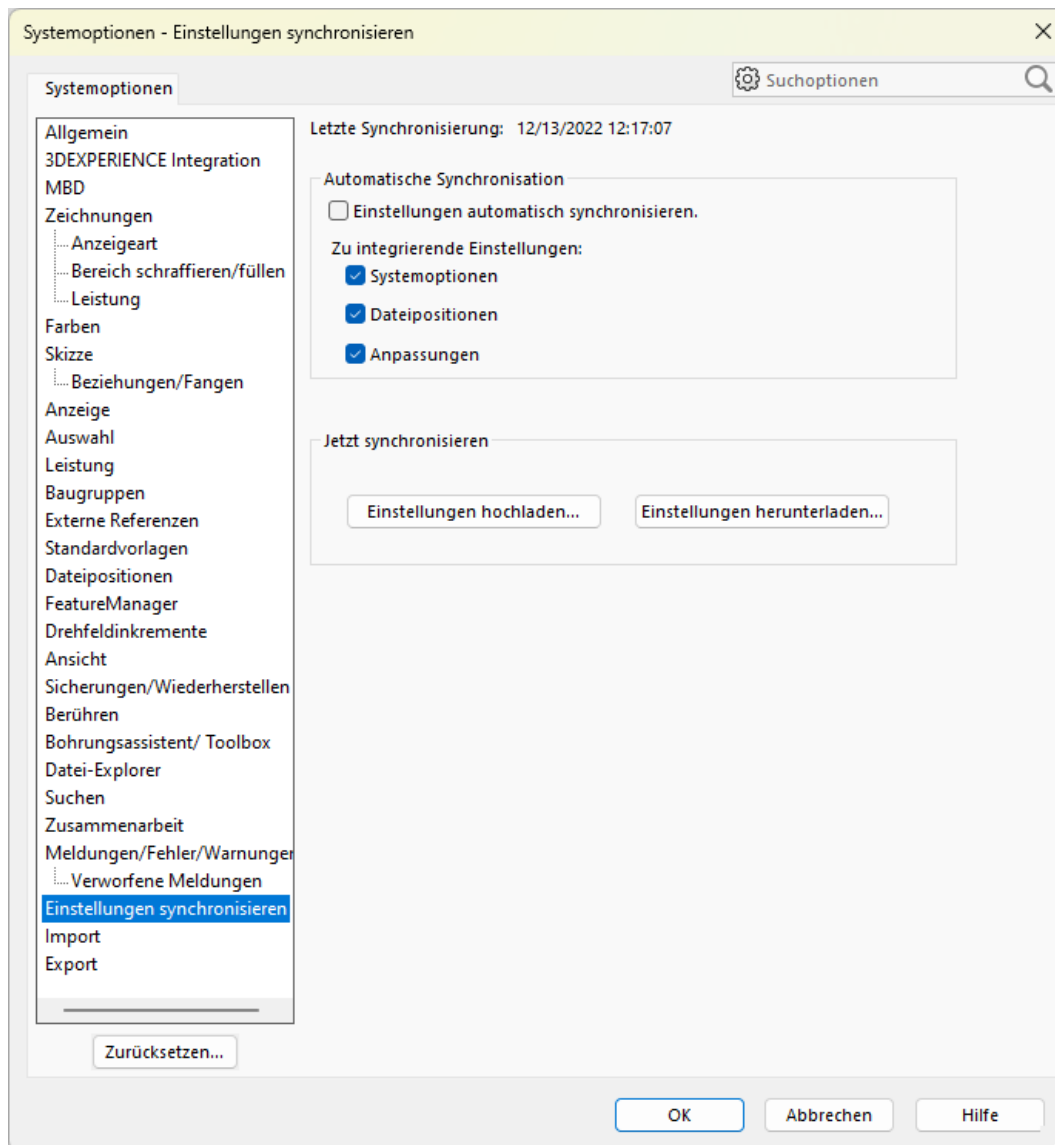 Systemoptionen - Einstellungen synchronisieren
Systemoptionen
Suchoptionen
Allgemein
3DEXPERIENCE Integration
MBD
Zeichnungen
Anzeigeart
Bereich schraffieren/füllen
Leistung
Farben
Skizze
Beziehungen/Fangen
Anzeige
Auswahl
Leistung
Baugruppen
Externe Referenzen
Standardvorlagen
Dateipositionen
FeatureManager
Drehfeldinkremente
Ansicht
Sicherungen/Wiederherstellen
Berühren
Bohrungsassistent/ Toolbox
Datei-Explorer
Suchen
Zusammenarbeit
Meldungen/Fehler/Warnunger
Verworfene Meldungen
Einstellungen synchronisieren
Import
Export
Zurücksetzen...
Letzte Synchronisierung: 12/13/2022 12:17:07
Automatische Synchronisation
Einstellungen automatisch synchronisieren.
Zu integrierende Einstellungen:
Systemoptionen
Dateipositionen
Anpassungen
Jetzt synchronisieren
Einstellungen hochladen... Einstellungen herunterladen...
OK Abbrechen Hilfe